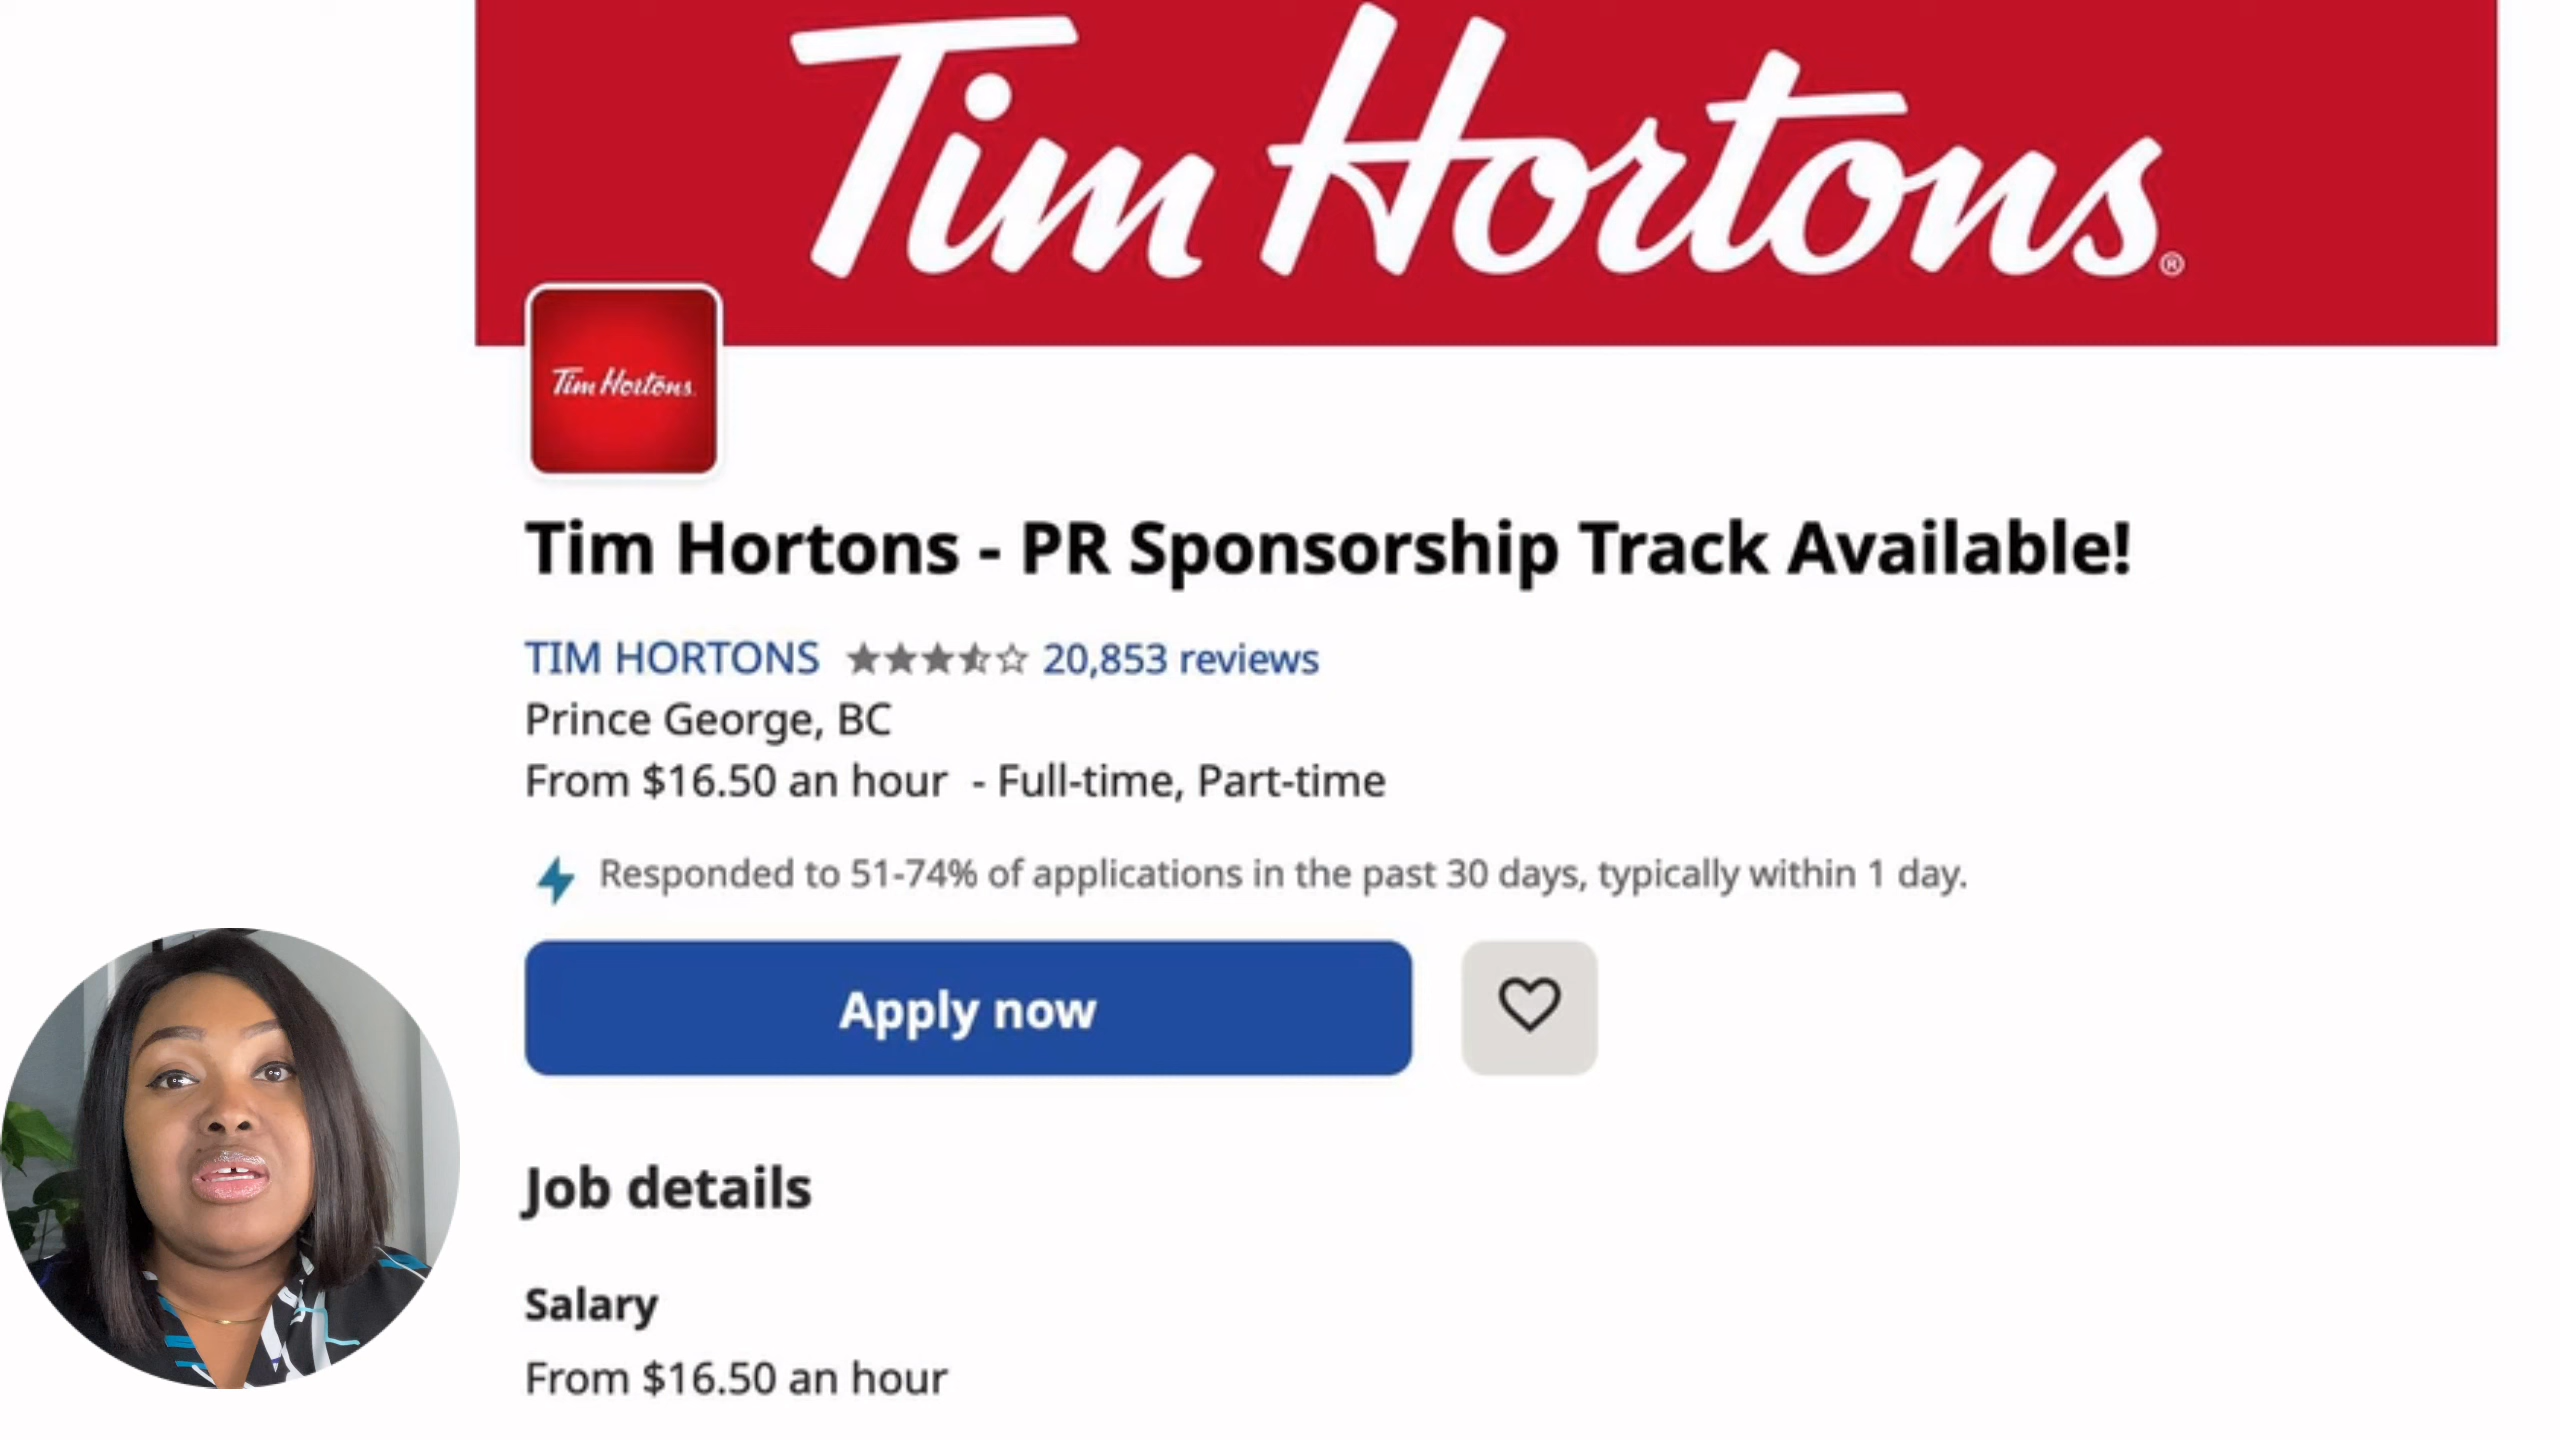 Tim Hortons®
Tim Hortons.
Tim Hortons - PR Sponsorship Track Available!
TIM HORTONS 20,853 reviews
Prince George, BC
From $16.50 an hour - Full-time, Part-time
Responded to 51-74% of applications in the past 30 days, typically within 1 day.
Apply now
Job details
Salary
From $16.50 an hour